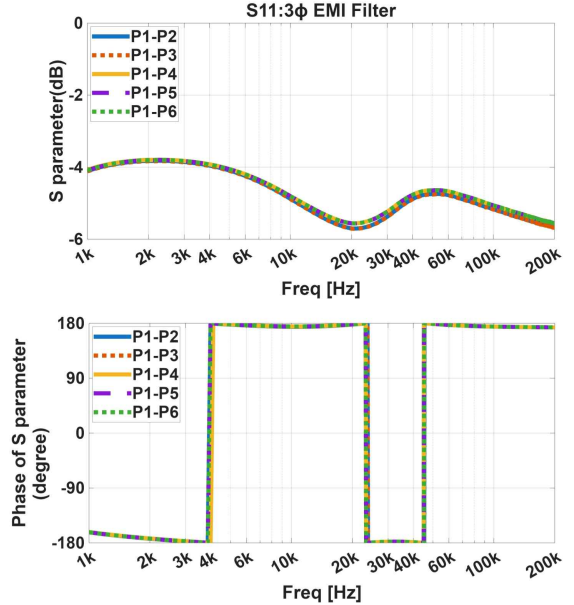 S11:3ϕ EMI Filter
S parameter(dB)
0
-2
-4
-6
P1-P2
P1-P3
P1-P4
P1-P5
P1-P6
1k 2k 3k 4k 10k 20k 30k 40k 60k 100k 200k
Freq [Hz]
Phase of S parameter
(degree)
180
90
0
-90
-180
P1-P2
P1-P3
P1-P4
P1-P5
P1-P6
1k 2k 3k 4k 10k 20k 30k 40k 60k 100k 200k
Freq [Hz]